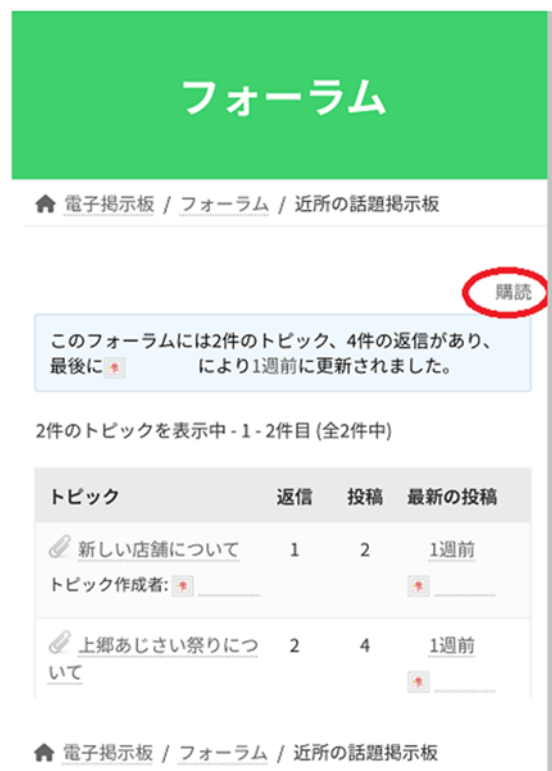 フォーラム
電子掲示板 / フォーラム / 近所の話題掲示板
購読
このフォーラムには2件のトピック、4件の返信があり、
最後に により1週間前に更新されました。
2件のトピックを表示中 - 1 - 2件目 (全2件中)
トピック 返信 投稿 最新の投稿
新しい店舗について 1 2 1週前
トピック作成者:
上郷あじさい祭りにつ 2 4 1週前
いて
電子掲示板 / フォーラム / 近所の話題掲示板